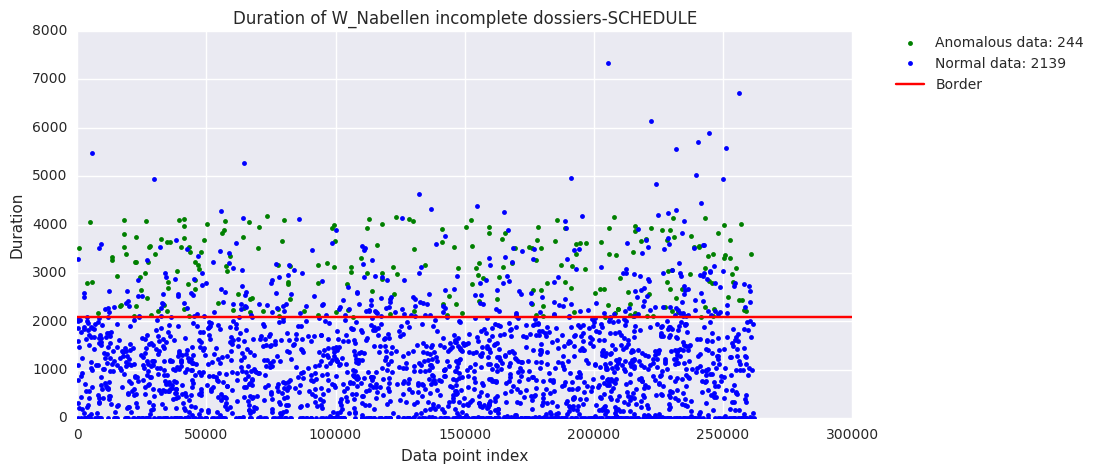 Duration of W_Nabellen incomplete dossiers-SCHEDULE
8000
7000
6000
5000
4000
3000
2000
1000
0
Duration
0 50000 100000 150000 200000 250000 300000
Data point index
Anomalous data: 244
Normal data: 2139
Border